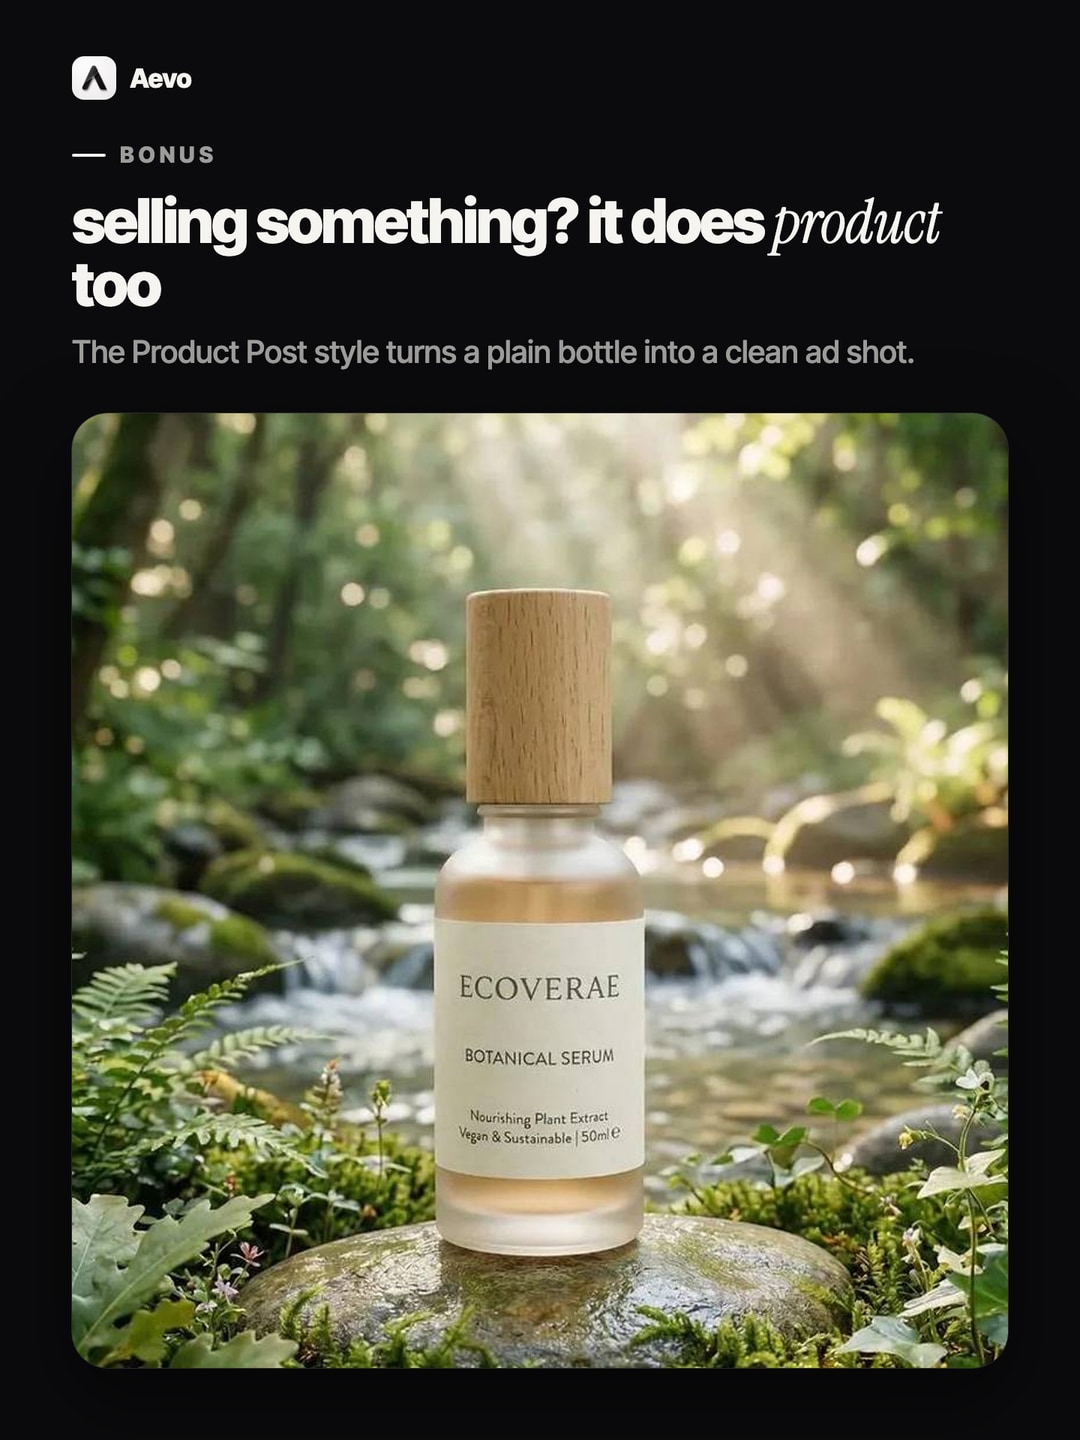 Aevo
BONUS
selling something? it does product
too
The Product Post style turns a plain bottle into a clean ad shot.
ECOVERAE
BOTANICAL SERUM
Nourishing Plant Extract
Vegan & Sustainable | 50ml ℮